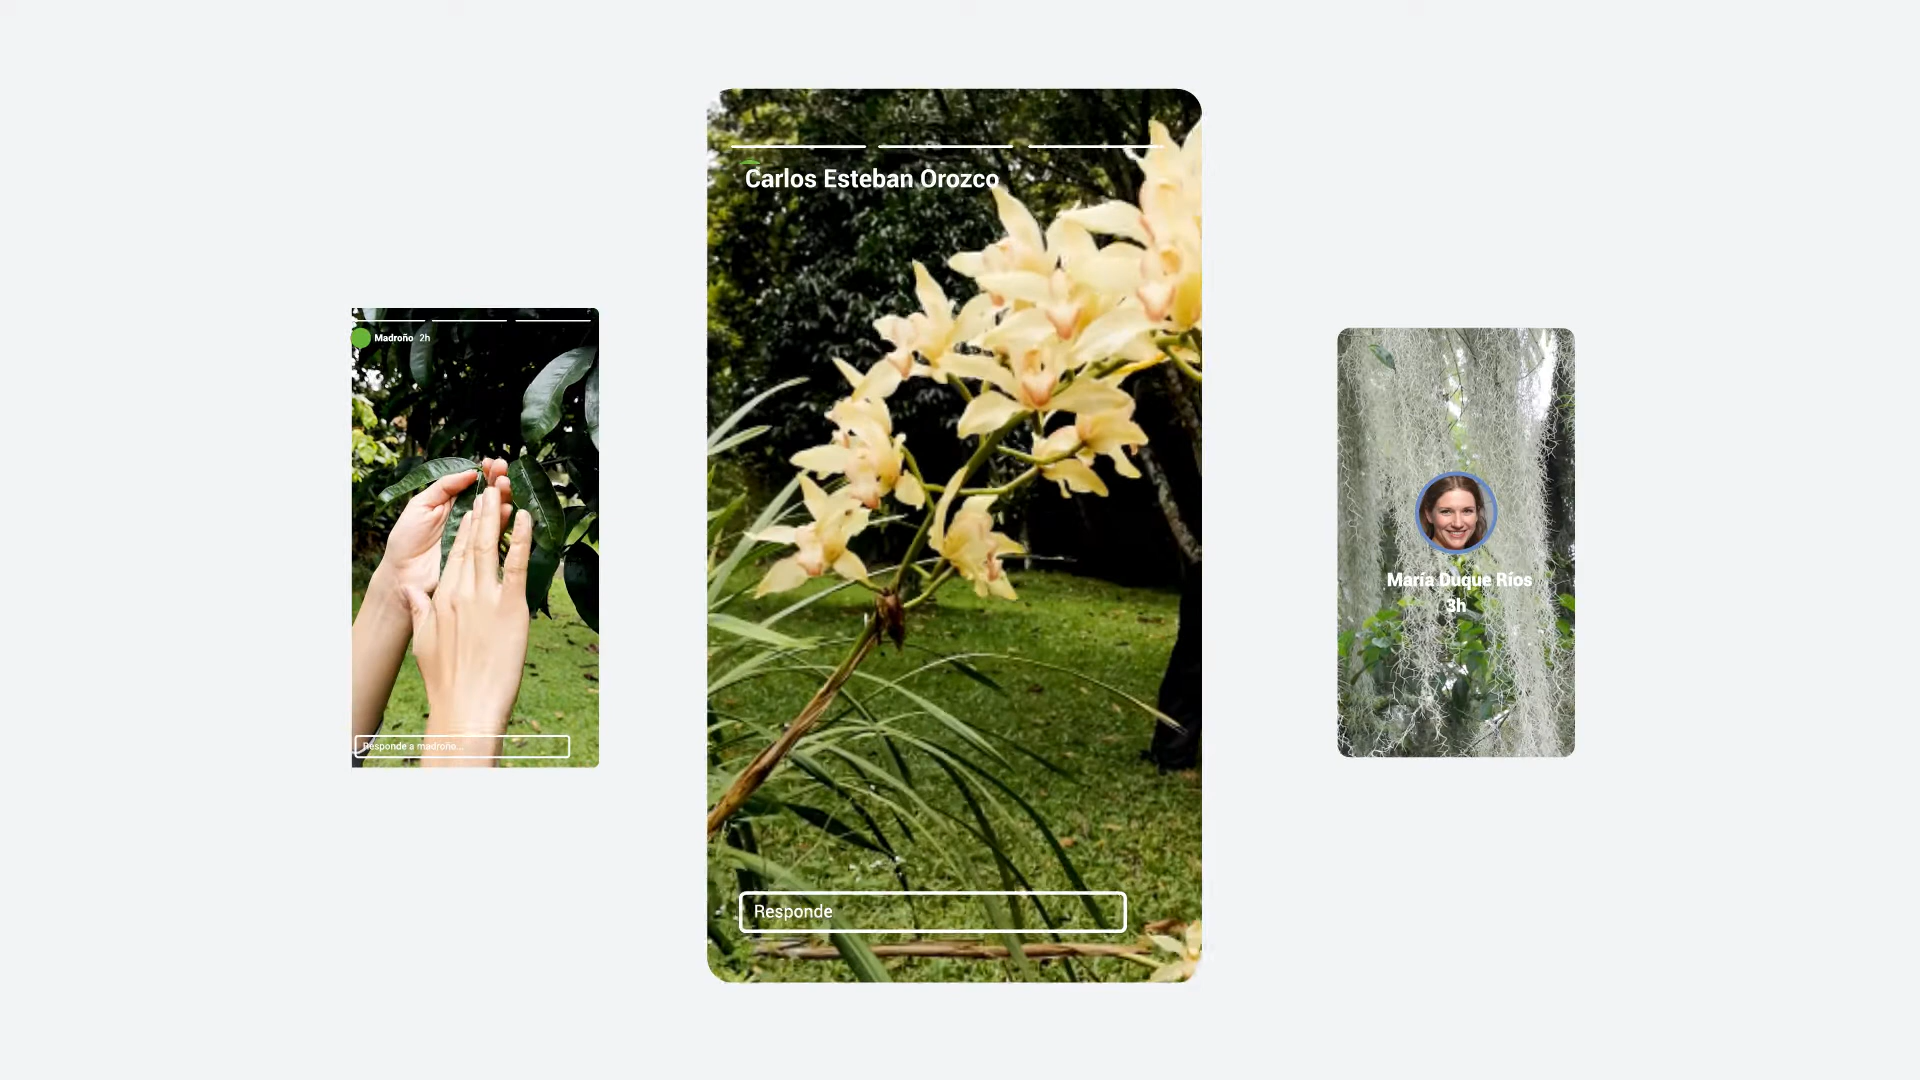 Madroño 2h
Responde a madroño...
Carlos Esteban Orozco
Responde
María Duque Ríos
3h